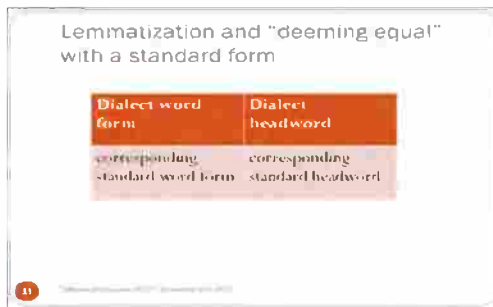 Lemmatization and "deeming equal"
with a standard form
Dialect word
form
Dialect
headword
corresponding
standard word form
corresponding
standard headword